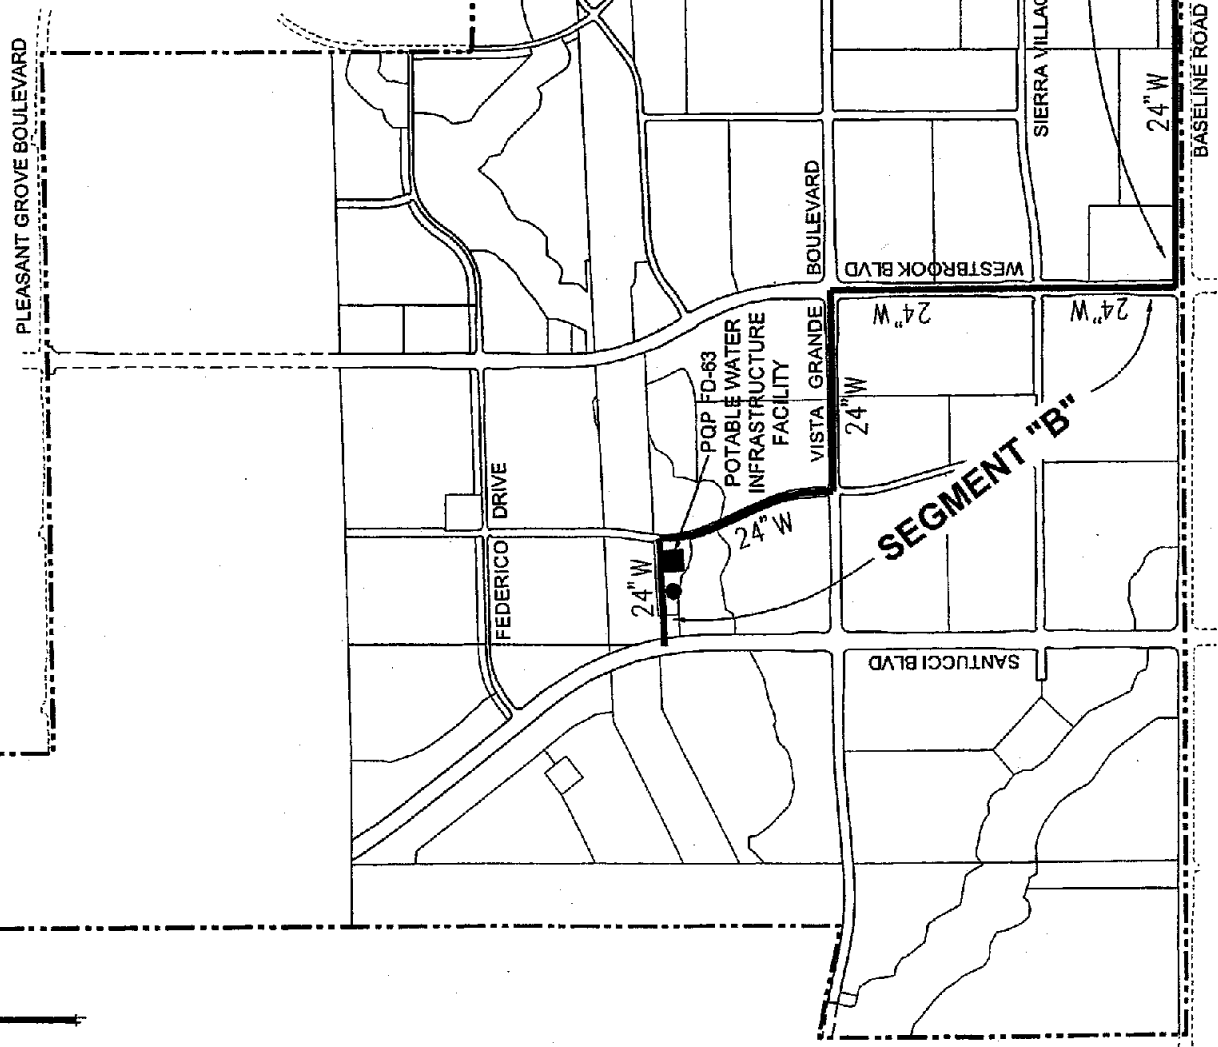 PLEASANT GROVE BOULEVARD
SIERRA VILLAG
24" W
BASELINE ROAD
BOULEVARD
WESTBROOK BLVD
24" W
24" W
VISTA GRANDE
24" W
PQP FD-63
POTABLE WATER
INFRASTRUCTURE
FACILITY
SEGMENT "B"
24" W
24" W
FEDERICO DRIVE
SANTUCCI BLVD